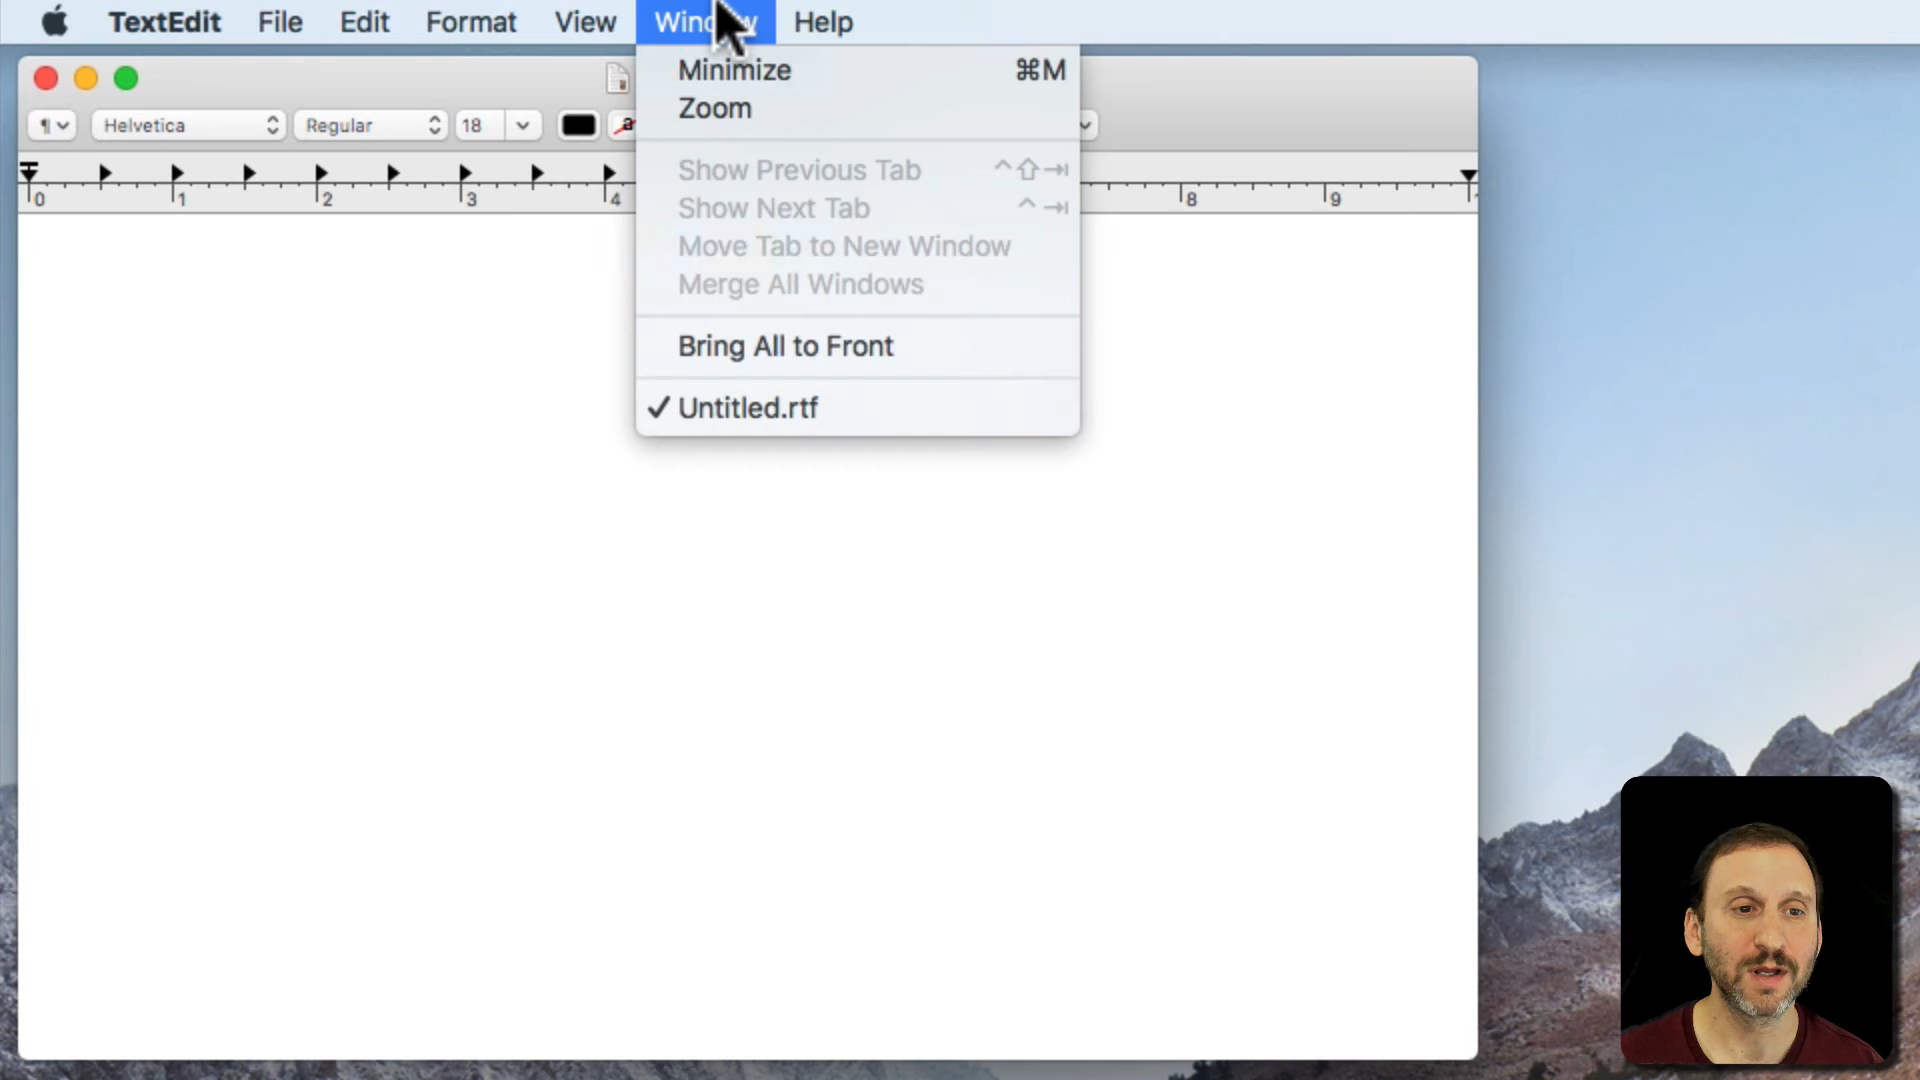 TextEdit File Edit Format View Window Help
Minimize ⌘M
Zoom
Helvetica Regular 18 a
Show Previous Tab ⌃⇧⇥
Show Next Tab ⌃⇥
0 1 2 3 4 8 9
Move Tab to New Window
Merge All Windows
Bring All to Front
✓ Untitled.rtf